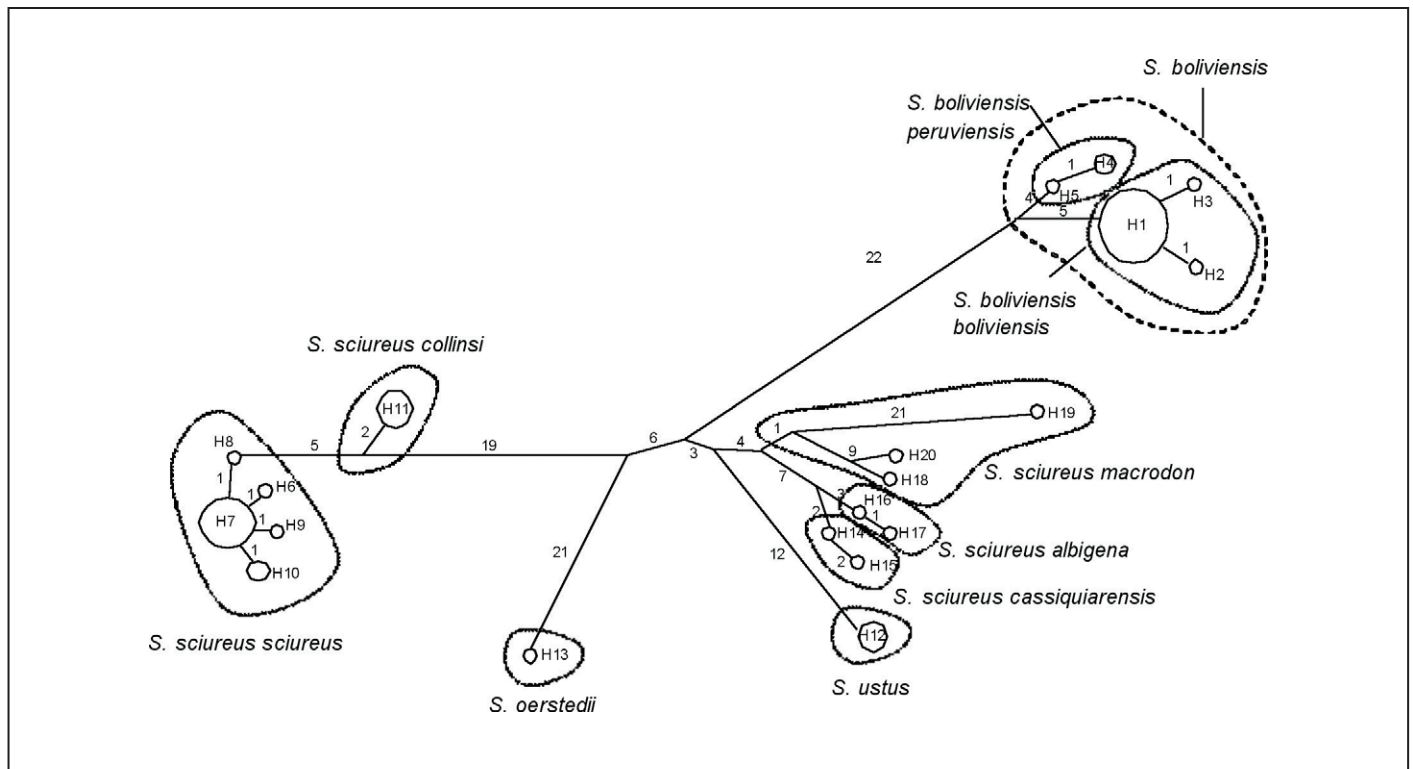 S. boliviensis
S. boliviensis
peruviensis
1
H4
H5
4
5
H1
1
H3
1
H2
22
S. boliviensis
boliviensis
S. sciureus collinsi
H11
2
H8
5
19
6
3
4
1
21
H19
9
H20
H18
S. sciureus macrodon
7
3
H16
1
H17
2
H14
2
H15
S. sciureus albigena
S. sciureus cassiquiarensis
1
H6
1
H7
1
H9
1
H10
S. sciureus sciureus
21
H13
S. oerstedii
12
H12
S. ustus